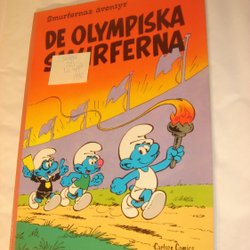 Smurfernas äventyr
DE OLYMPISKA
SMURFERNA
Carlsen Comics